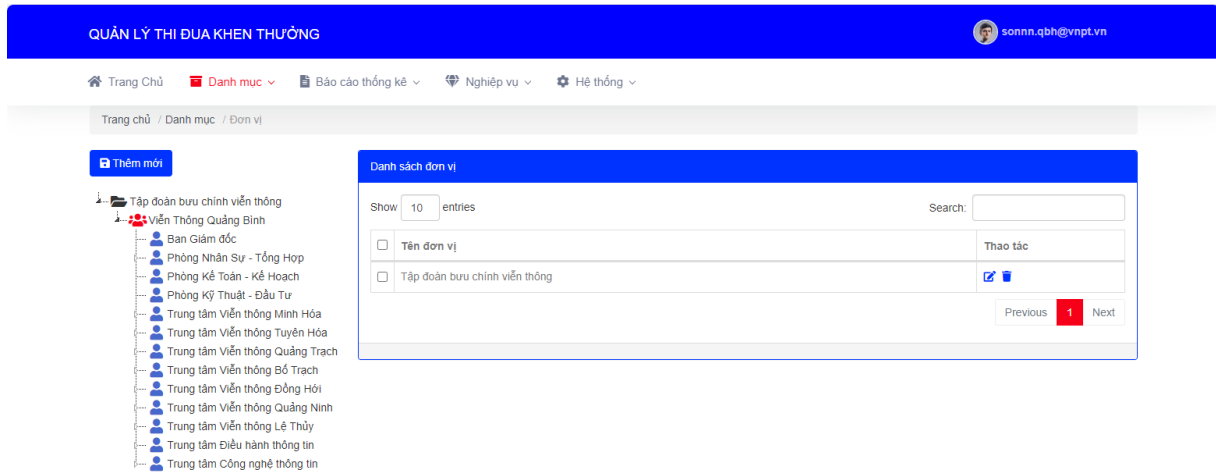 QUẢN LÝ THI ĐUA KHEN THƯỞNG
sonnn.qbh@vnpt.vn
Trang Chủ Danh mục Báo cáo thống kê Nghiệp vụ Hệ thống
Trang chủ / Danh mục / Đơn vị
Thêm mới
Tập đoàn bưu chính viễn thông
Viễn Thông Quảng Bình
Ban Giám đốc
Phòng Nhân Sự - Tổng Hợp
Phòng Kế Toán - Kế Hoạch
Phòng Kỹ Thuật - Đầu Tư
Trung tâm Viễn thông Minh Hóa
Trung tâm Viễn thông Tuyên Hóa
Trung tâm Viễn thông Quảng Trạch
Trung tâm Viễn thông Bố Trạch
Trung tâm Viễn thông Đồng Hới
Trung tâm Viễn thông Quảng Ninh
Trung tâm Viễn thông Lệ Thủy
Trung tâm Điều hành thông tin
Trung tâm Công nghệ thông tin
Danh sách đơn vị
Show 10 entries Search:
Tên đơn vị Thao tác
Tập đoàn bưu chính viễn thông
Previous 1 Next